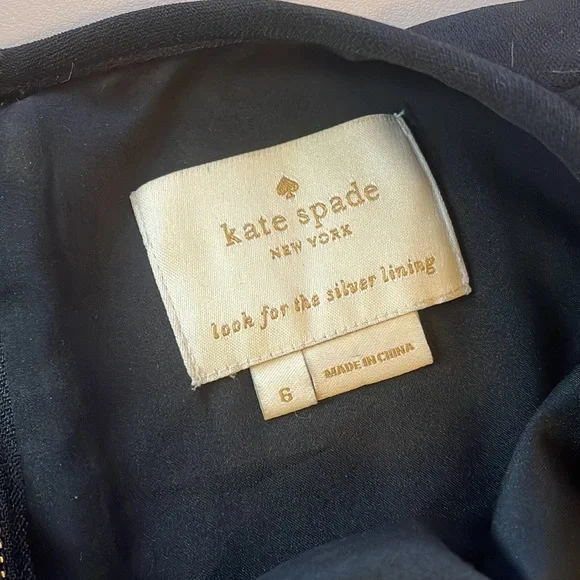 kate spade
NEW YORK
look for the silver lining
6
MADE IN CHINA